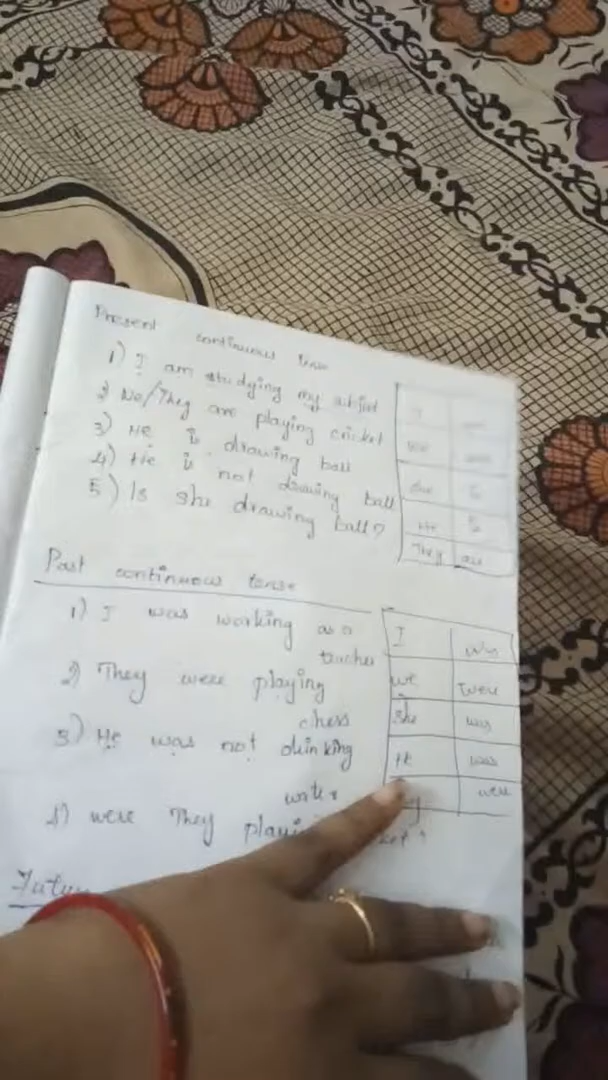 Present continuous tense
1) I am studying my subject
2) We/They are playing cricket
3) He is drawing ball
4) He is not drawing ball
5) Is she drawing ball?
I
we
she is
He is
They are
Past continuous tense
1) I was working as a
teacher
2) They were playing
chess
3) He was not drinking
water
4) were They
I was
we were
She was
He was
were